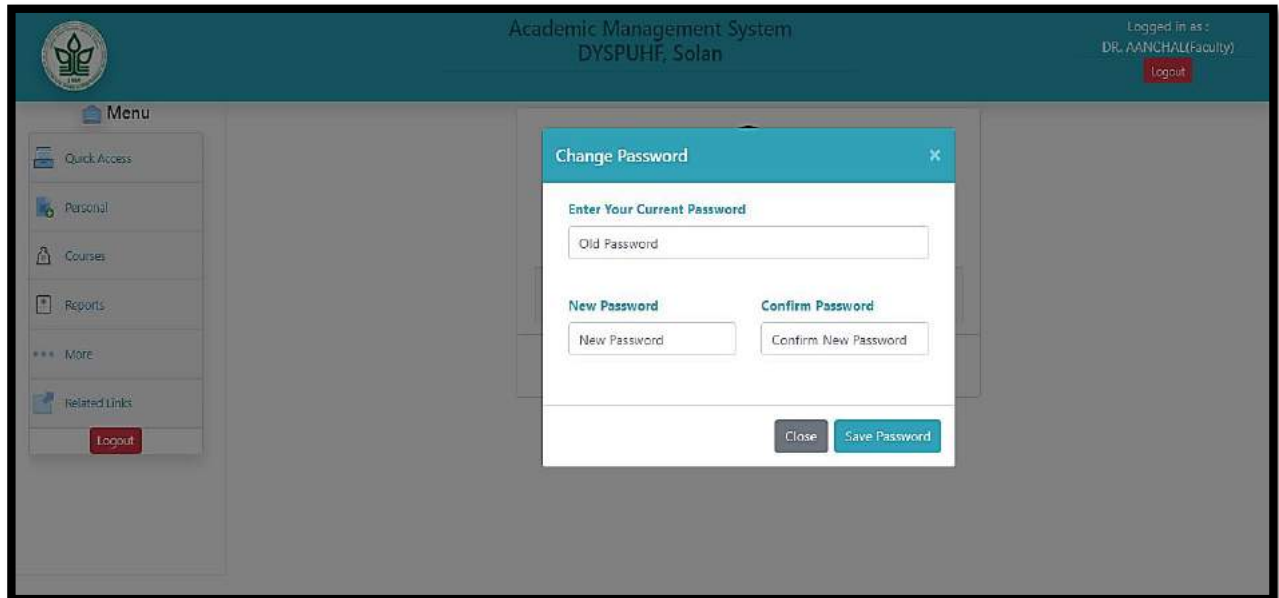 Academic Management System
DYSPUHF, Solan
Logged in as :
DR. AANCHAL(Faculty)
Logout
Menu
Quick Access
Personal
Courses
Reports
More
Related Links
Logout
Change Password
×
Enter Your Current Password
Old Password
New Password
Confirm Password
New Password
Confirm New Password
Close
Save Password